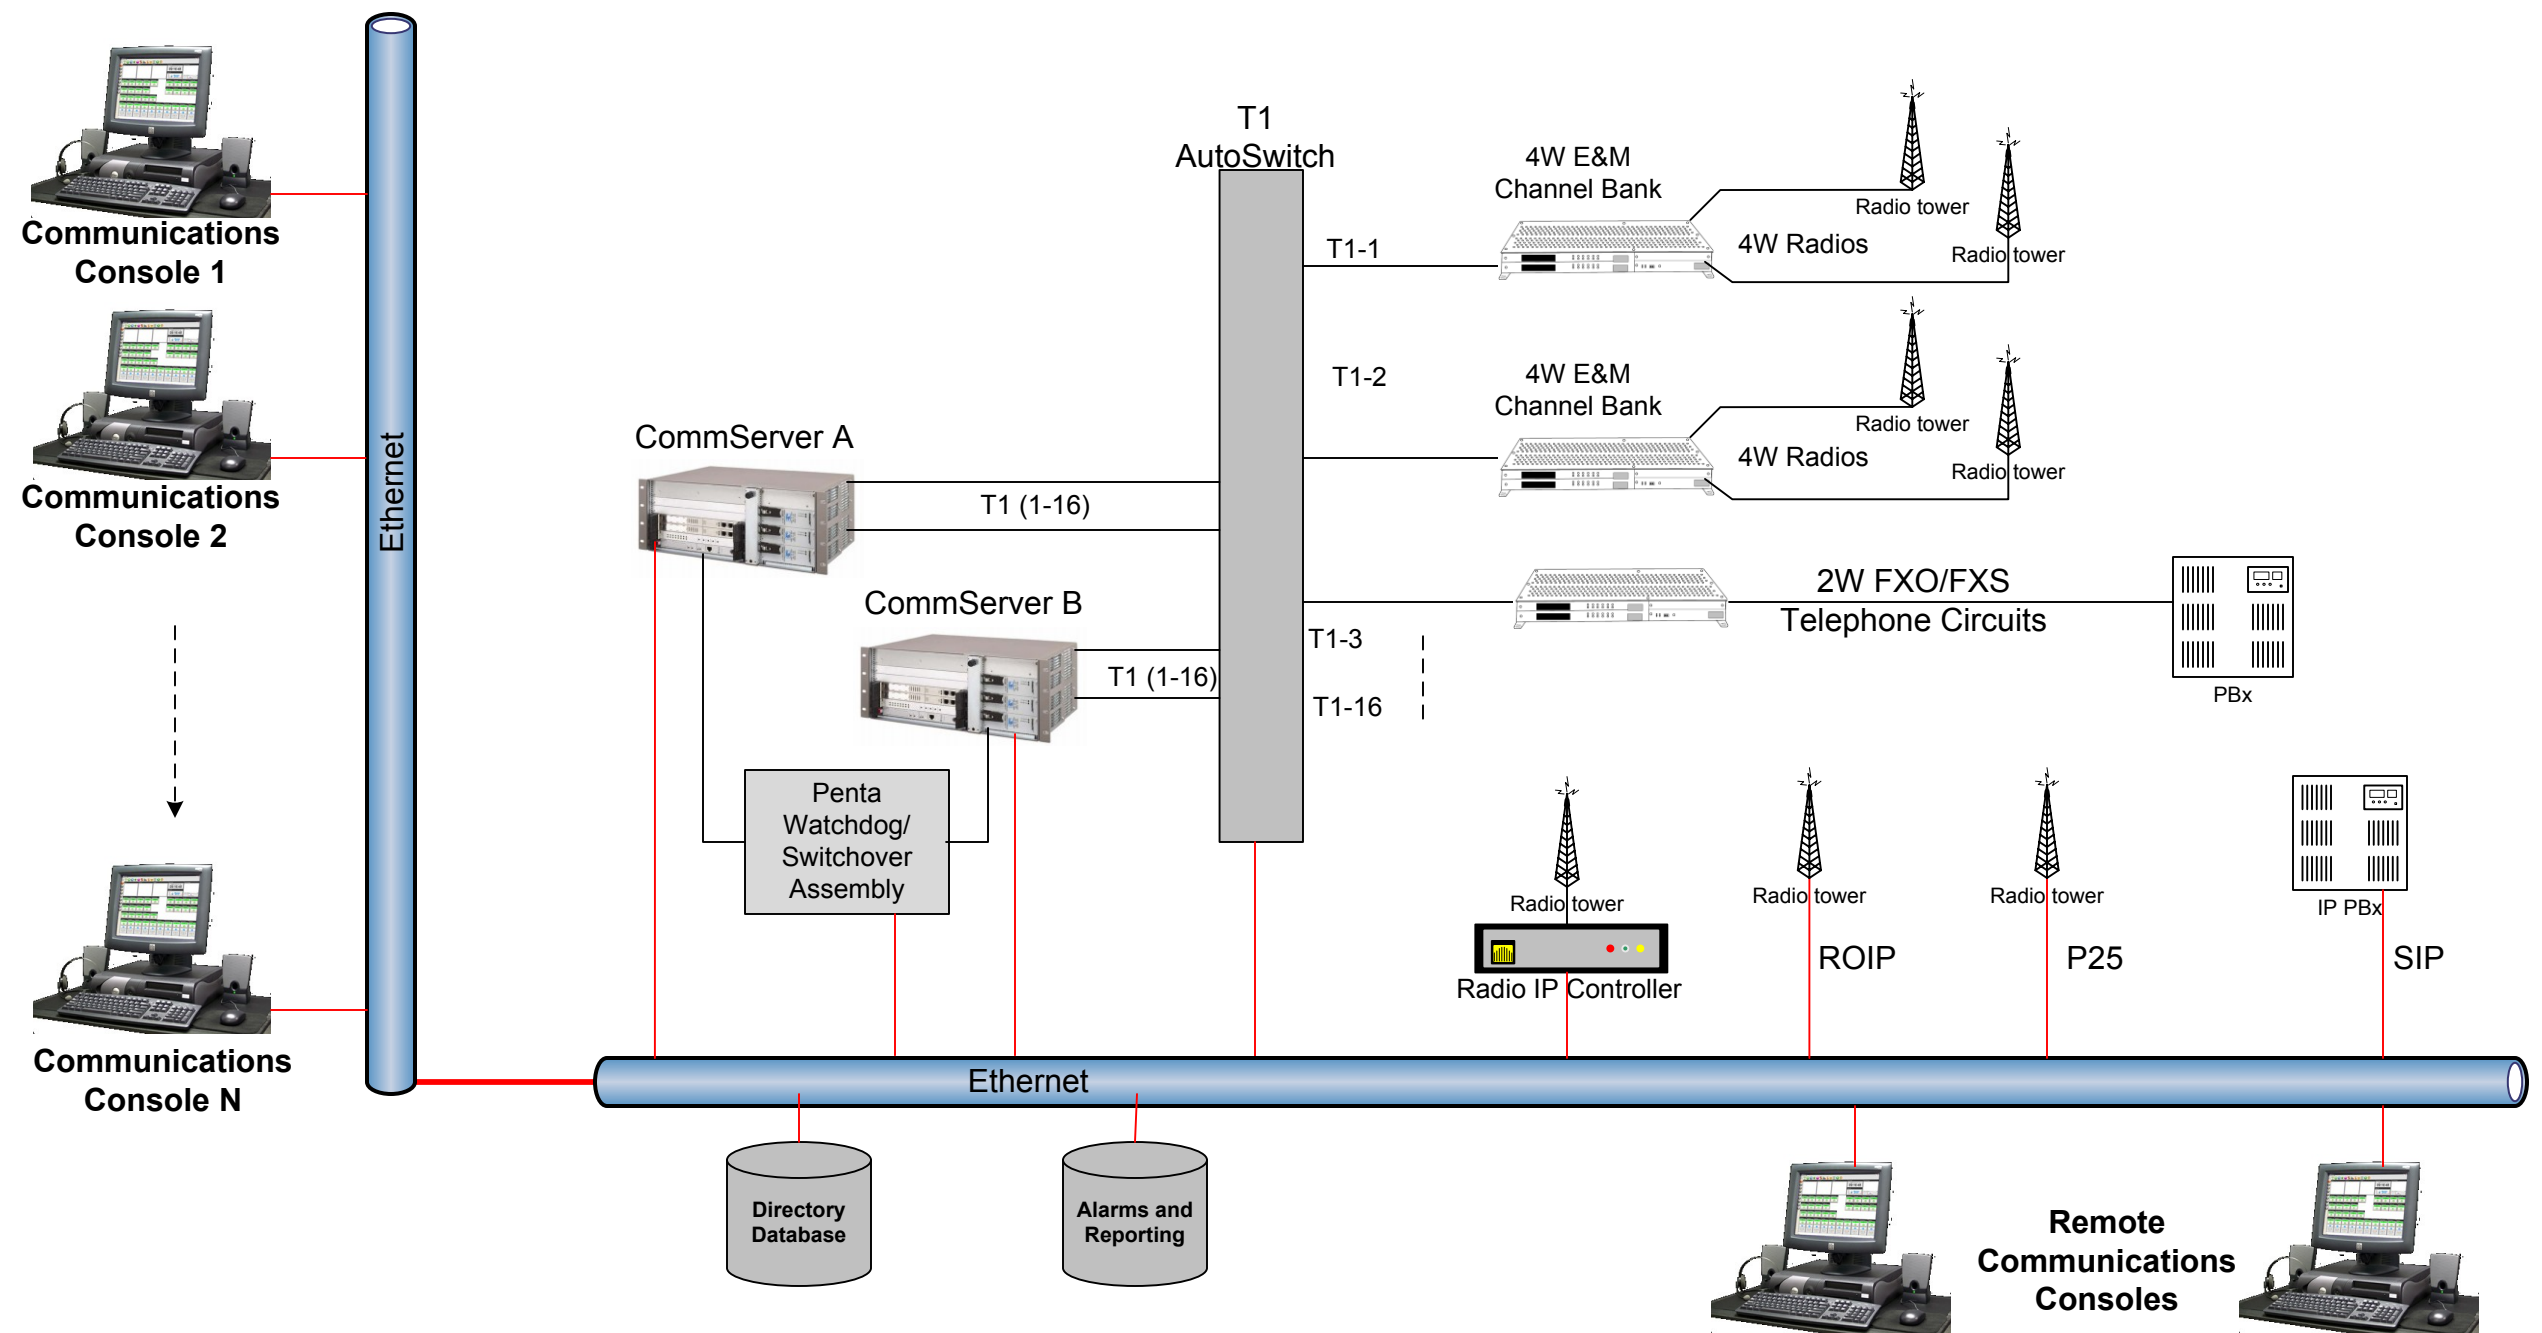 Communications
Console 1
Communications
Console 2
Communications
Console N
Ethernet
T1
AutoSwitch
CommServer A
T1 (1-16)
CommServer B
T1 (1-16)
Penta
Watchdog/
Switchover
Assembly
T1-1
T1-2
T1-3
T1-16
4W E&M
Channel Bank
4W Radios
Radio tower
Radio tower
4W E&M
Channel Bank
4W Radios
Radio tower
Radio tower
2W FXO/FXS
Telephone Circuits
PBx
Radio tower
Radio IP Controller
Radio tower
ROIP
Radio tower
P25
IP PBx
SIP
Ethernet
Directory
Database
Alarms and
Reporting
Remote
Communications
Consoles